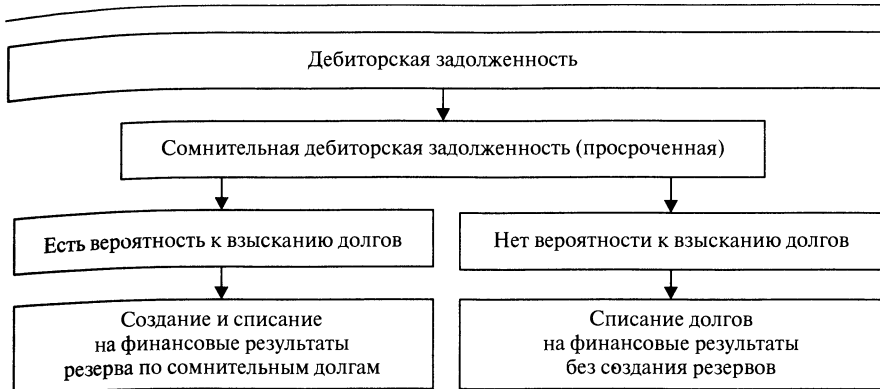 Дебиторская задолженность
Сомнительная дебиторская задолженность (просроченная)
Есть вероятность к взысканию долгов
Нет вероятности к взысканию долгов
Создание и списание
на финансовые результаты
резерва по сомнительным долгам
Списание долгов
на финансовые результаты
без создания резервов